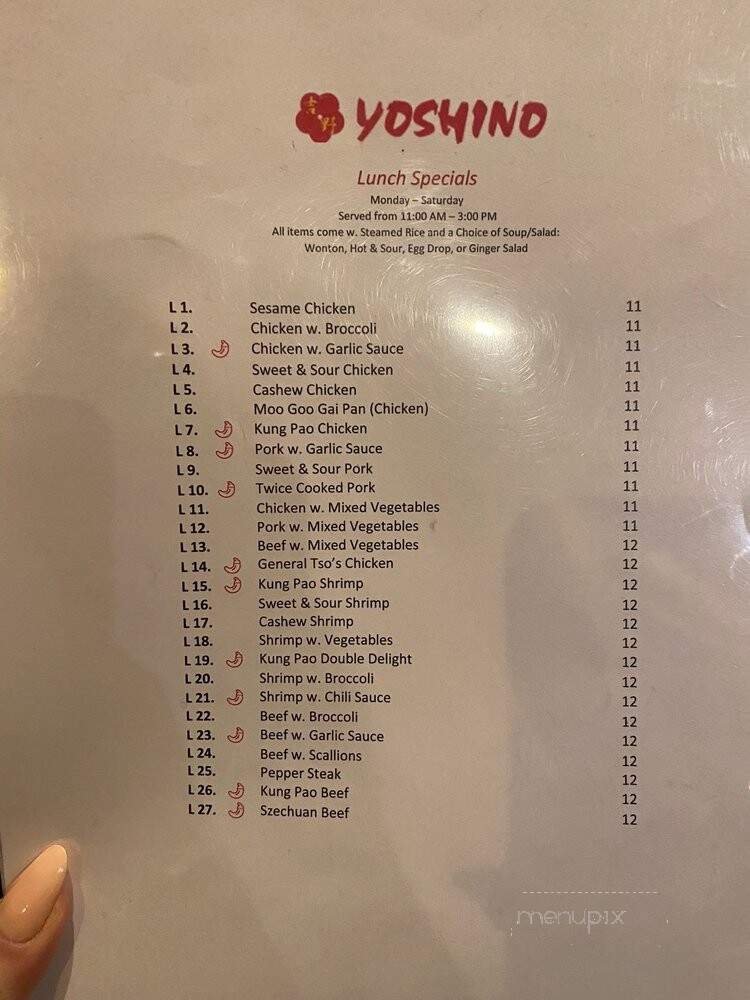 吉野 YOSHINO
Lunch Specials
Monday – Saturday
Served from 11:00 AM – 3:00 PM
All items come w. Steamed Rice and a Choice of Soup/Salad:
Wonton, Hot & Sour, Egg Drop, or Ginger Salad
L 1. Sesame Chicken 11
L 2. Chicken w. Broccoli 11
L 3. Chicken w. Garlic Sauce 11
L 4. Sweet & Sour Chicken 11
L 5. Cashew Chicken 11
L 6. Moo Goo Gai Pan (Chicken) 11
L 7. Kung Pao Chicken 11
L 8. Pork w. Garlic Sauce 11
L 9. Sweet & Sour Pork 11
L 10. Twice Cooked Pork 11
L 11. Chicken w. Mixed Vegetables 11
L 12. Pork w. Mixed Vegetables 11
L 13. Beef w. Mixed Vegetables 12
L 14. General Tso's Chicken 12
L 15. Kung Pao Shrimp 12
L 16. Sweet & Sour Shrimp 12
L 17. Cashew Shrimp 12
L 18. Shrimp w. Vegetables 12
L 19. Kung Pao Double Delight 12
L 20. Shrimp w. Broccoli 12
L 21. Shrimp w. Chili Sauce 12
L 22. Beef w. Broccoli 12
L 23. Beef w. Garlic Sauce 12
L 24. Beef w. Scallions 12
L 25. Pepper Steak 12
L 26. Kung Pao Beef 12
L 27. Szechuan Beef 12
menupix